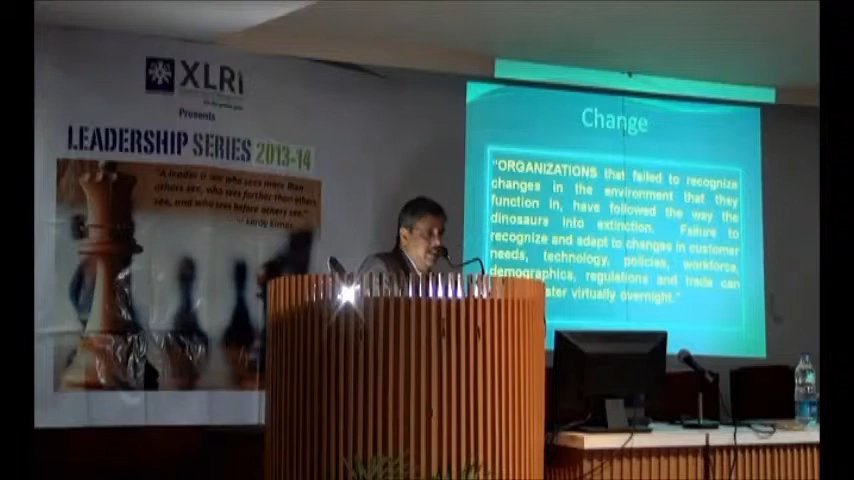 XLRI
Presents
LEADERSHIP SERIES 2013-14
"A leader is one who sees more than
others see, who sees farther than others
see, and who sees before others see."
Leroy Eimes
Change
"ORGANIZATIONS that failed to recognize
changes in the environment that they
function in, have followed the way the
dinosaurs into extinction. Failure to
recognize and adapt to changes in customer
needs, technology, policies, workforce,
demographics, regulations and trade can
ster virtually overnight."